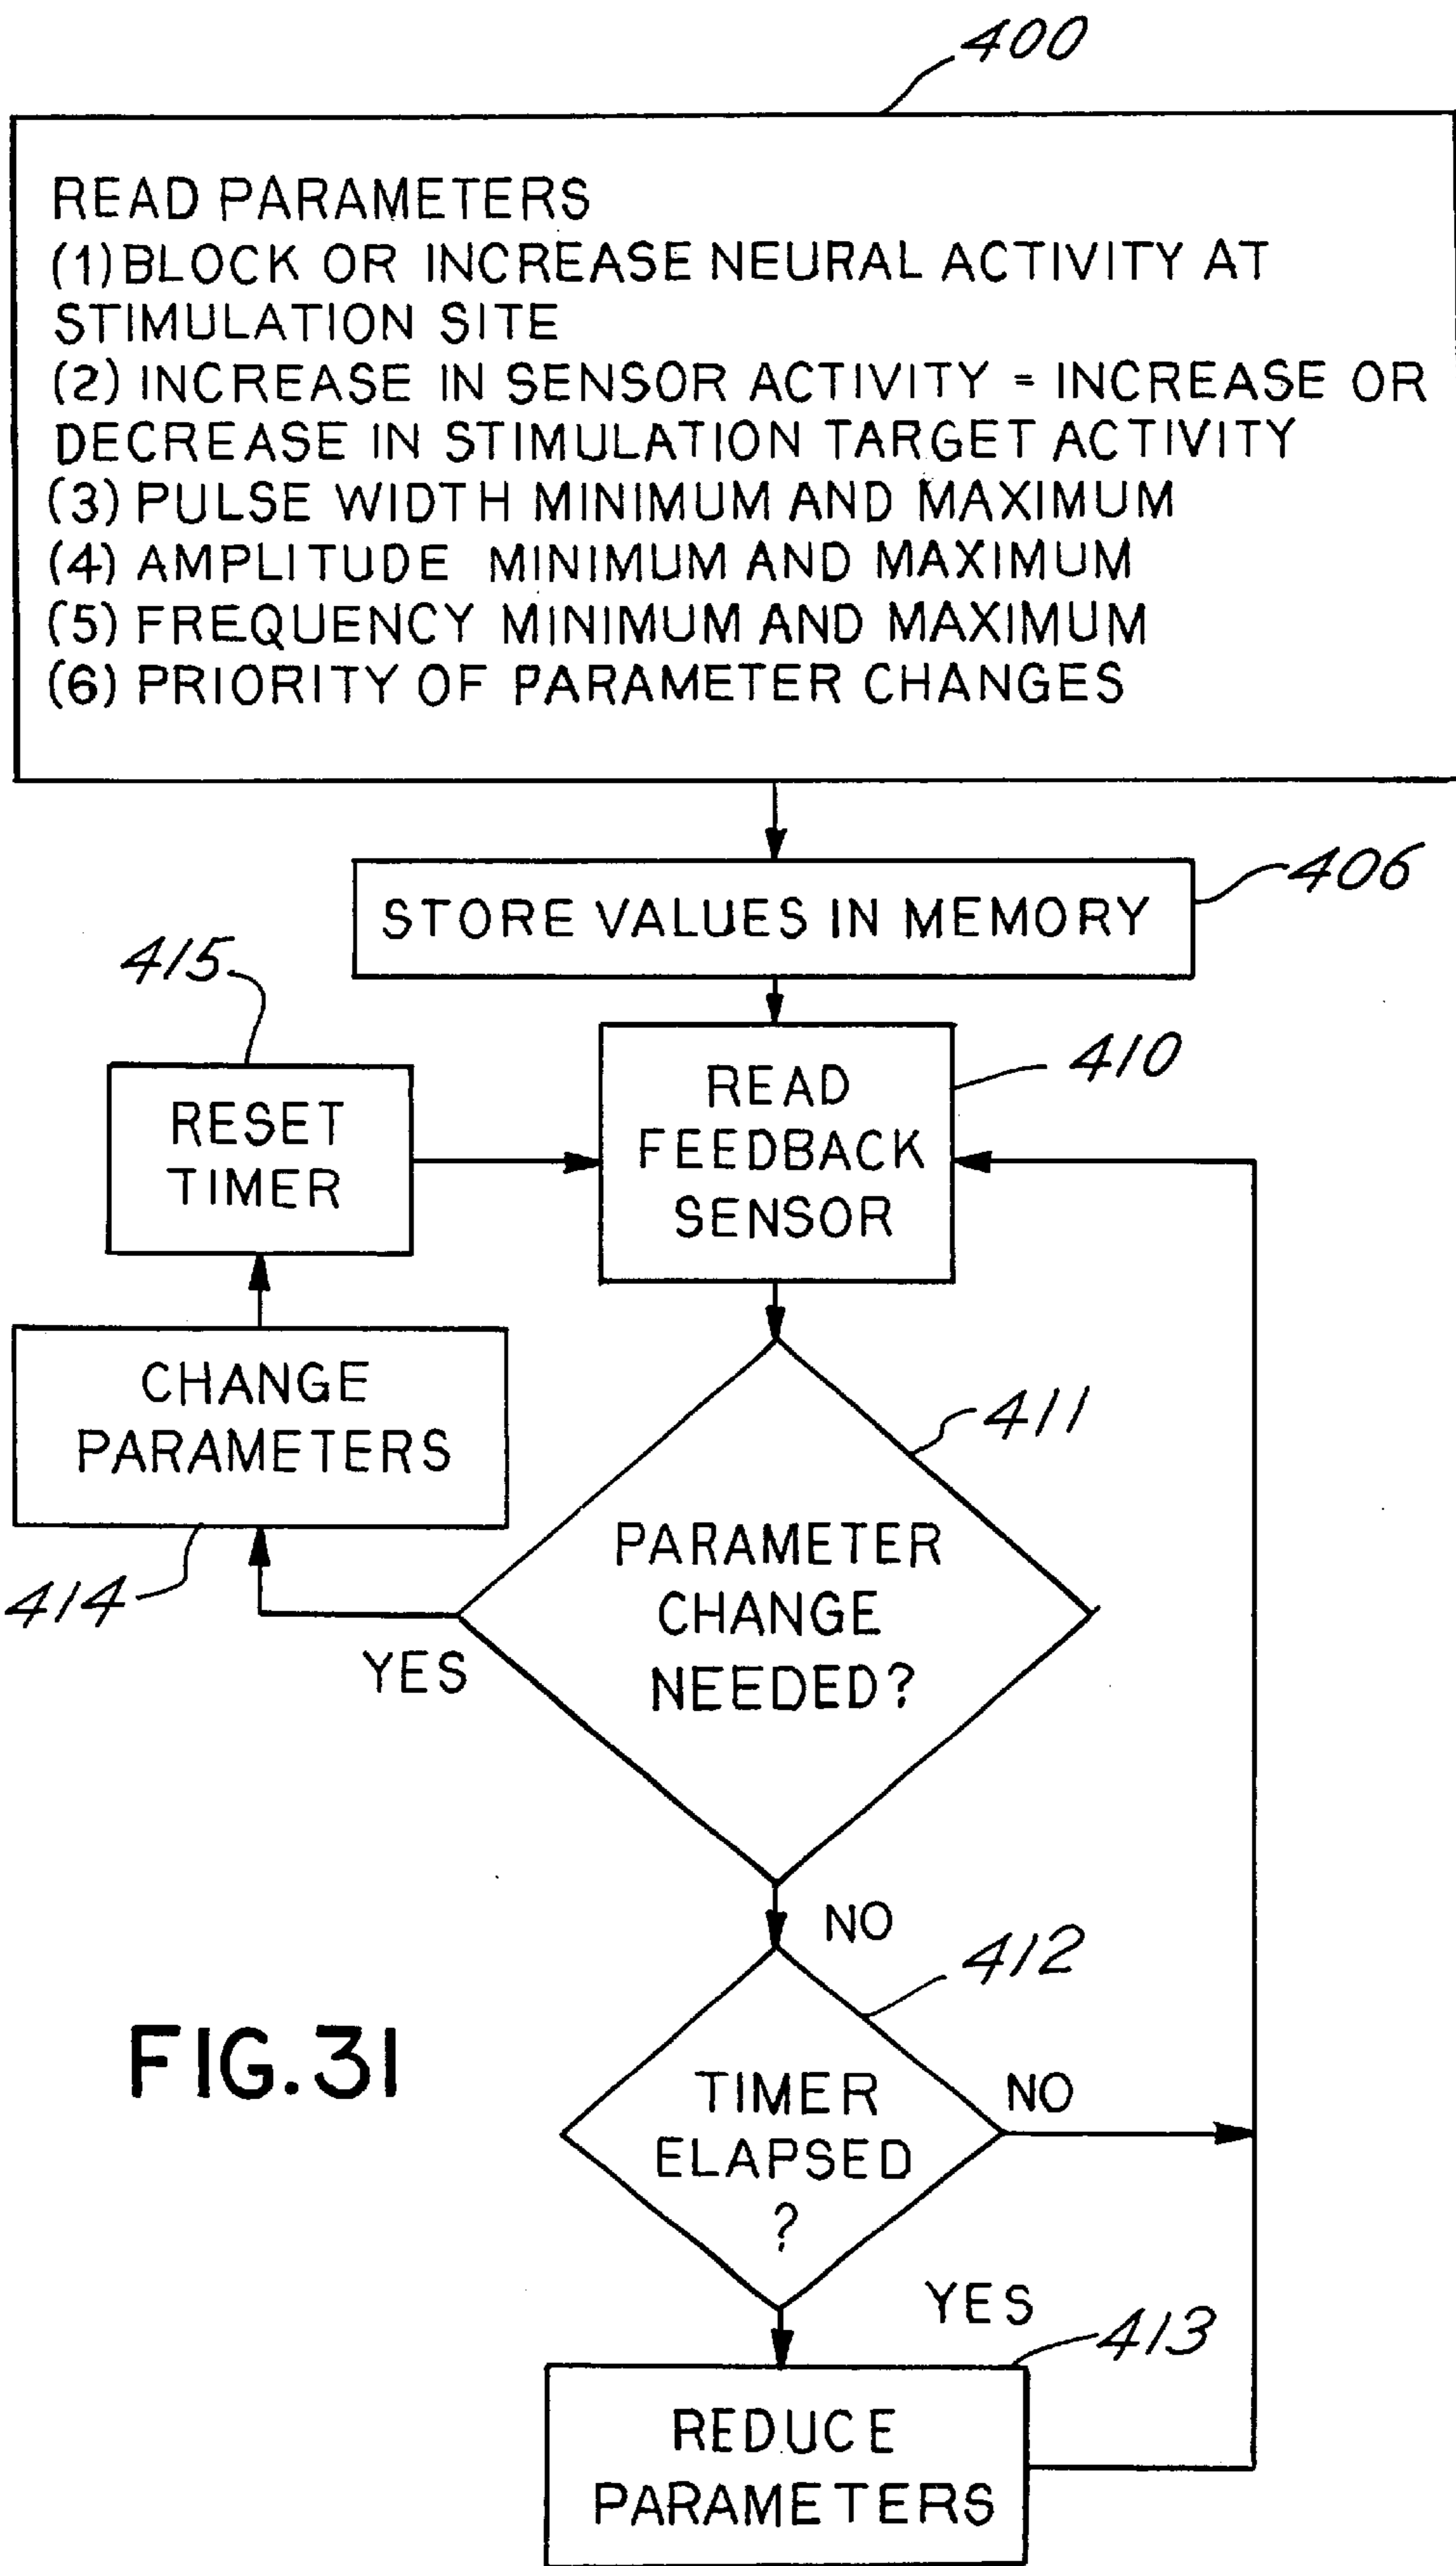 400
READ PARAMETERS
(1) BLOCK OR INCREASE NEURAL ACTIVITY AT
STIMULATION SITE
(2) INCREASE IN SENSOR ACTIVITY = INCREASE OR
DECREASE IN STIMULATION TARGET ACTIVITY
(3) PULSE WIDTH MINIMUM AND MAXIMUM
(4) AMPLITUDE MINIMUM AND MAXIMUM
(5) FREQUENCY MINIMUM AND MAXIMUM
(6) PRIORITY OF PARAMETER CHANGES
STORE VALUES IN MEMORY
406
415
RESET
TIMER
READ
FEEDBACK
SENSOR
410
CHANGE
PARAMETERS
414
411
PARAMETER
CHANGE
NEEDED?
YES
NO
412
TIMER
ELAPSED
?
NO
YES
413
REDUCE
PARAMETERS
FIG.31